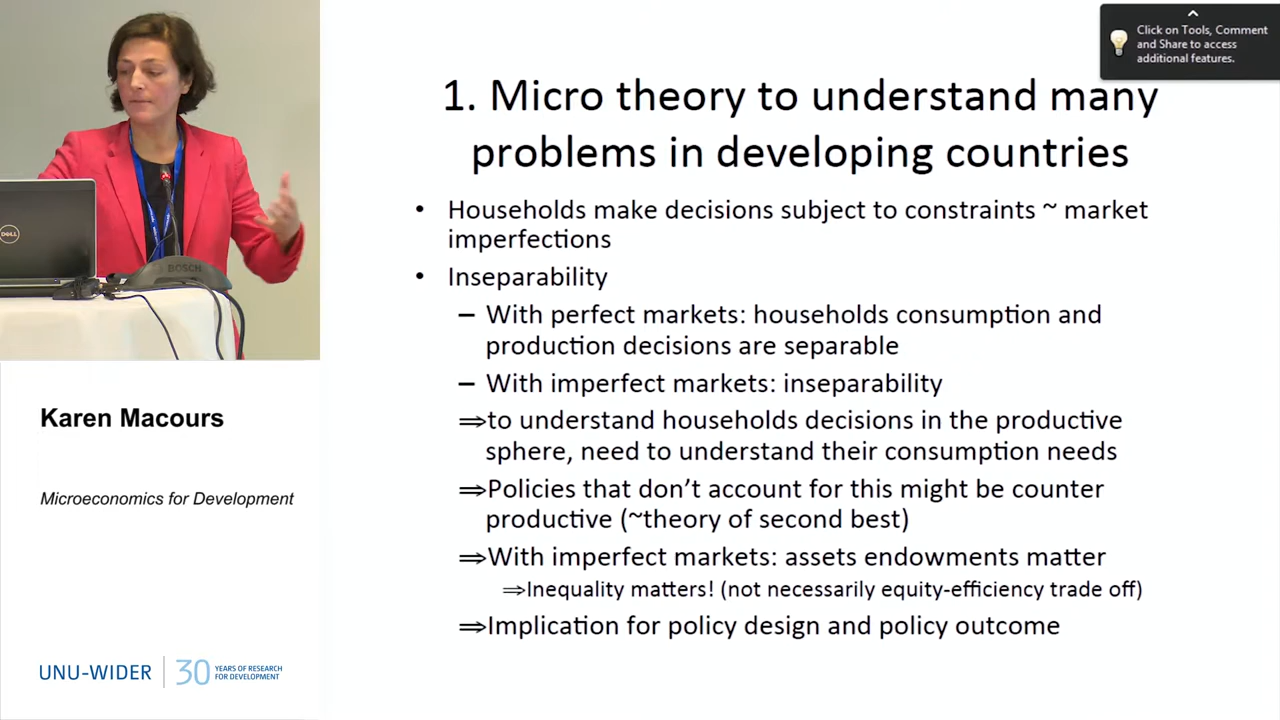 Click on Tools, Comment
and Share to access
additional features.
1. Micro theory to understand many
problems in developing countries
• Households make decisions subject to constraints ~ market
imperfections
• Inseparability
– With perfect markets: households consumption and
production decisions are separable
– With imperfect markets: inseparability
⇒to understand households decisions in the productive
sphere, need to understand their consumption needs
⇒Policies that don’t account for this might be counter
productive (~theory of second best)
⇒With imperfect markets: assets endowments matter
⇒Inequality matters! (not necessarily equity-efficiency trade off)
⇒Implication for policy design and policy outcome
DELL
BOSCH
Karen Macours
Microeconomics for Development
UNU-WIDER
30 YEARS OF RESEARCH
FOR DEVELOPMENT